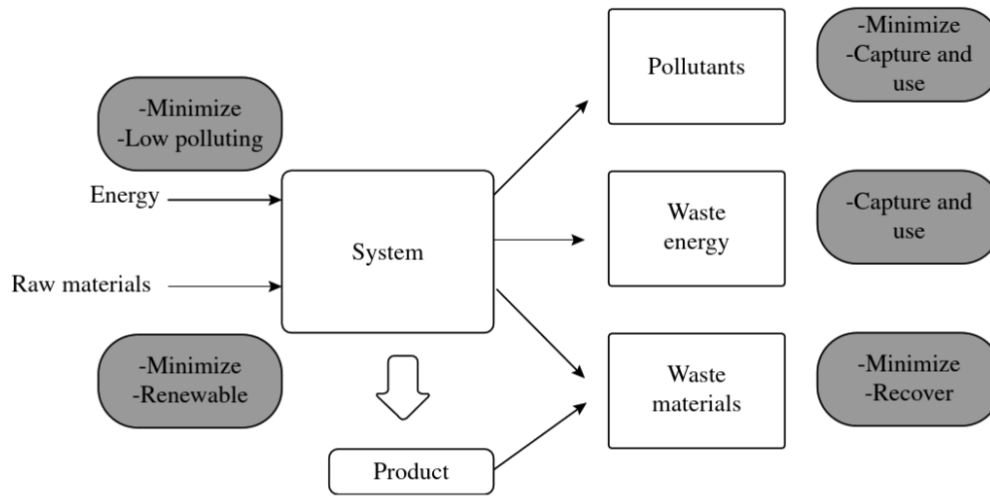 -Minimize
-Low polluting
Energy
Raw materials
-Minimize
-Renewable
System
Product
Pollutants
-Minimize
-Capture and
use
Waste
energy
-Capture and
use
Waste
materials
-Minimize
-Recover